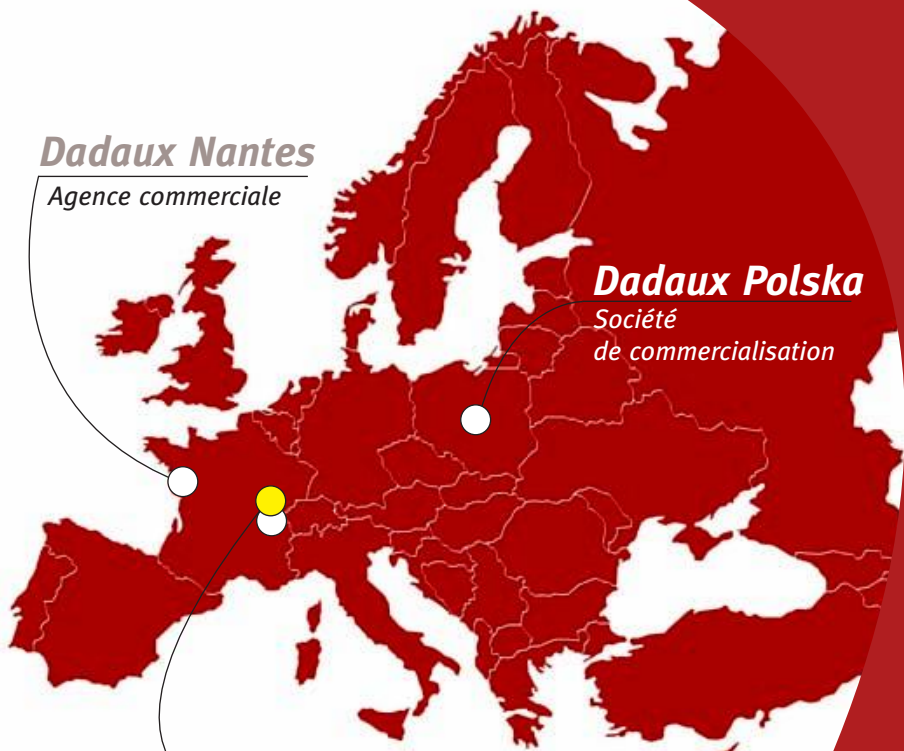 Dadaux Nantes
Agence commerciale
Dadaux Polska
Société
de commercialisation